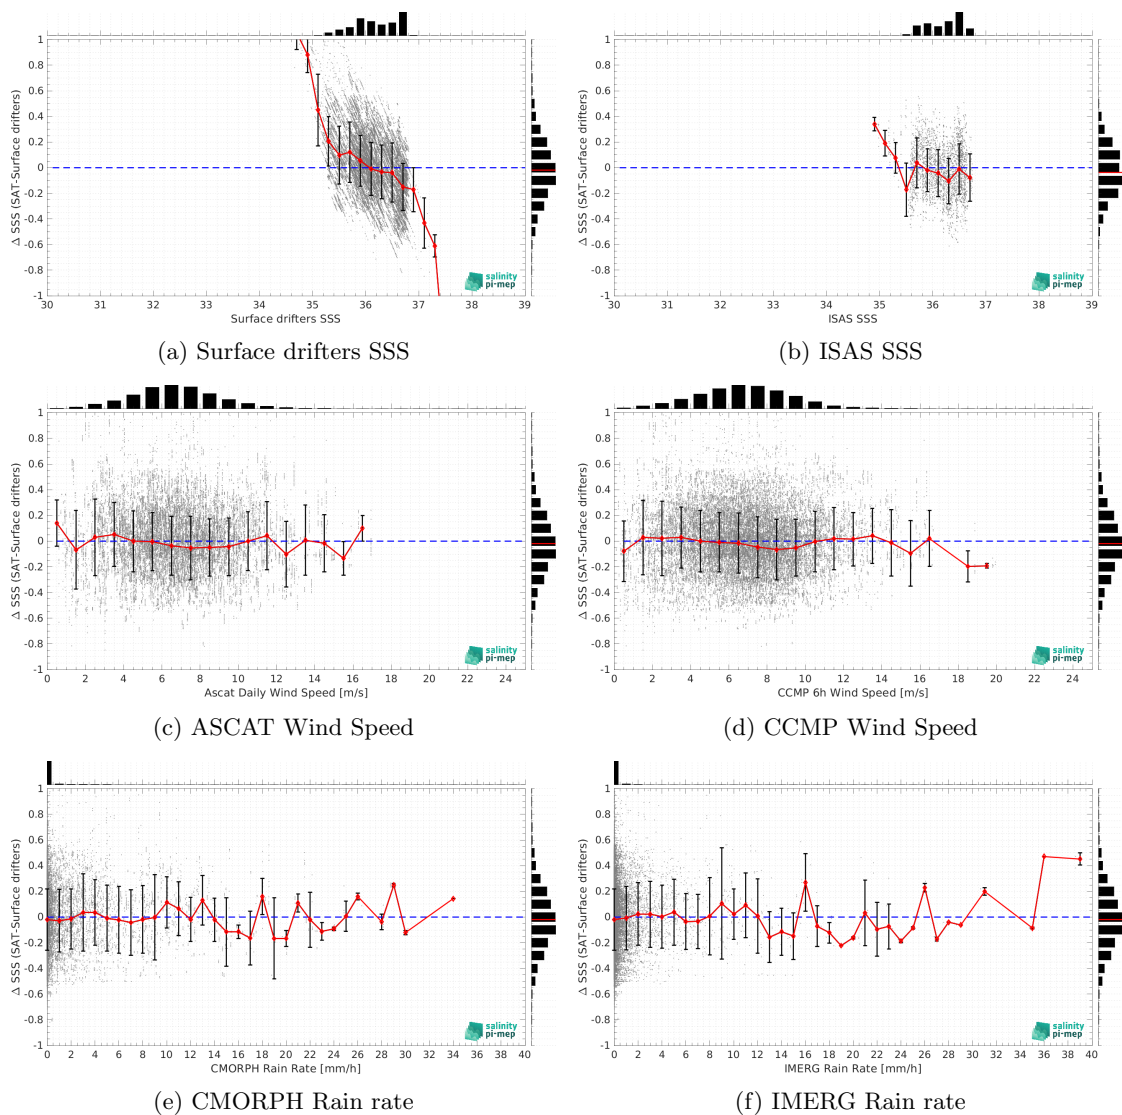 1
0.8
0.6
0.4
0.2
0
-0.2
-0.4
-0.6
-0.8
-1
Δ SSS (SAT-Surface drifters)
30 31 32 33 34 35 36 37 38 39
Surface drifters SSS
salinity
pi-mep
(a) Surface drifters SSS
1
0.8
0.6
0.4
0.2
0
-0.2
-0.4
-0.6
-0.8
-1
Δ SSS (SAT-Surface drifters)
30 31 32 33 34 35 36 37 38 39
ISAS SSS
salinity
pi-mep
(b) ISAS SSS
1
0.8
0.6
0.4
0.2
0
-0.2
-0.4
-0.6
-0.8
-1
Δ SSS (SAT-Surface drifters)
0 2 4 6 8 10 12 14 16 18 20 22 24
Ascat Daily Wind Speed [m/s]
salinity
pi-mep
(c) ASCAT Wind Speed
1
0.8
0.6
0.4
0.2
0
-0.2
-0.4
-0.6
-0.8
-1
Δ SSS (SAT-Surface drifters)
0 2 4 6 8 10 12 14 16 18 20 22 24
CCMP 6h Wind Speed [m/s]
salinity
pi-mep
(d) CCMP Wind Speed
1
0.8
0.6
0.4
0.2
0
-0.2
-0.4
-0.6
-0.8
-1
Δ SSS (SAT-Surface drifters)
0 2 4 6 8 10 12 14 16 18 20 22 24 26 28 30 32 34 36 38 40
CMORPH Rain Rate [mm/h]
salinity
pi-mep
(e) CMORPH Rain rate
1
0.8
0.6
0.4
0.2
0
-0.2
-0.4
-0.6
-0.8
-1
Δ SSS (SAT-Surface drifters)
0 2 4 6 8 10 12 14 16 18 20 22 24 26 28 30 32 34 36 38 40
IMERG Rain Rate [mm/h]
salinity
pi-mep
(f) IMERG Rain rate